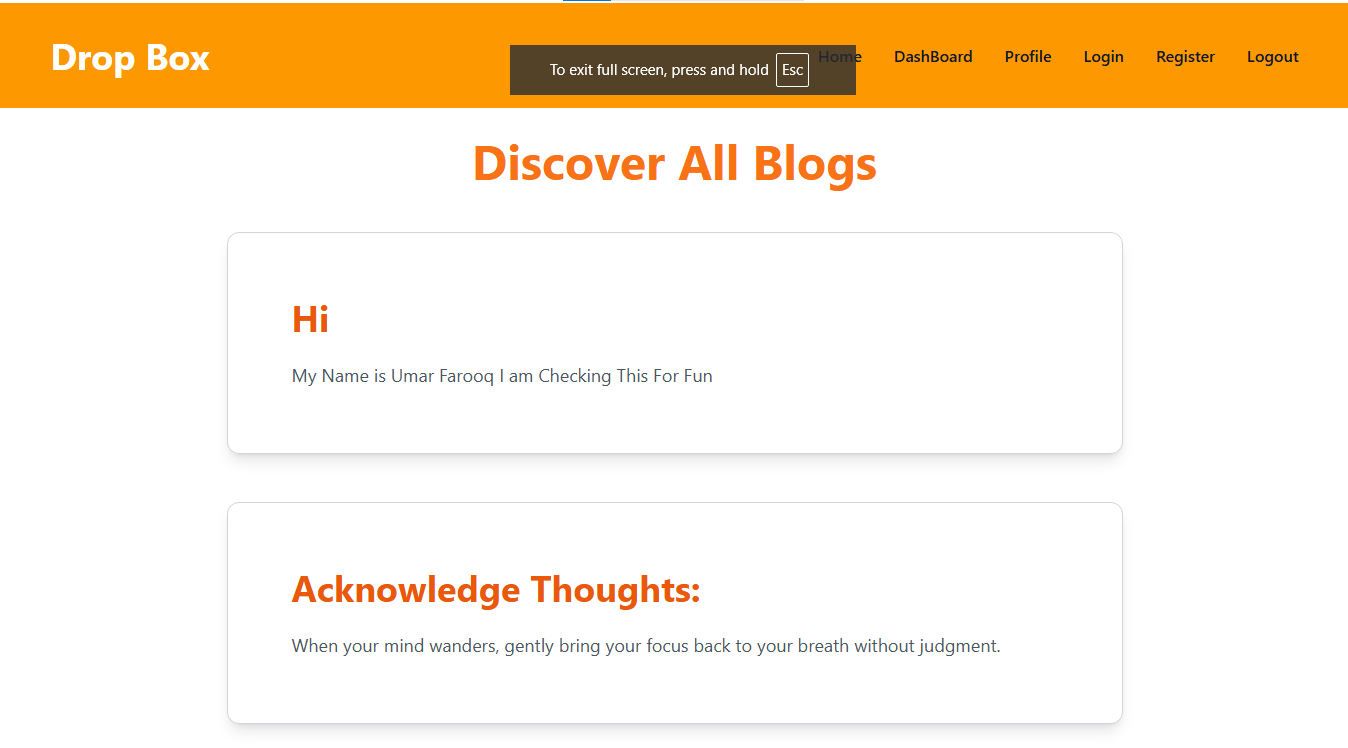 Drop Box
To exit full screen, press and hold Esc
Home DashBoard Profile Login Register Logout
Discover All Blogs
Hi
My Name is Umar Farooq I am Checking This For Fun
Acknowledge Thoughts:
When your mind wanders, gently bring your focus back to your breath without judgment.